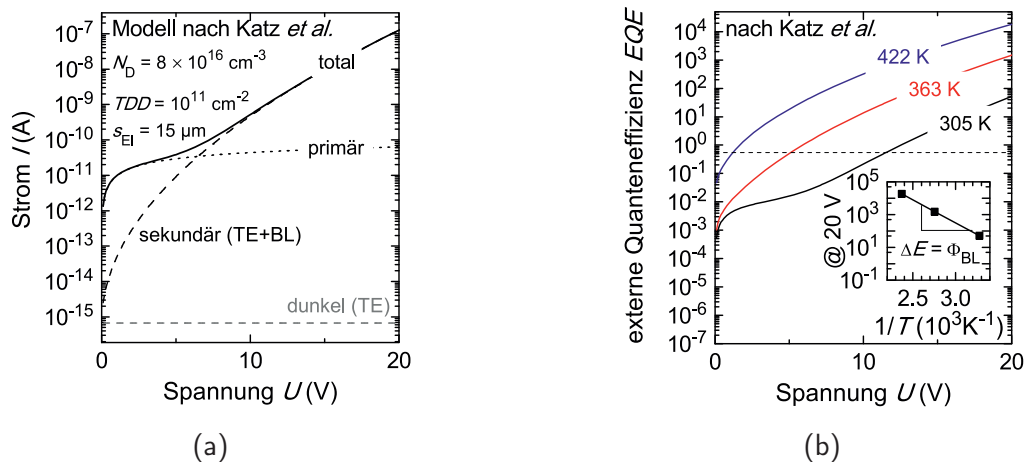 Modell nach Katz et al.
N_D = 8 × 10^16 cm^-3
TDD = 10^11 cm^-2
s_El = 15 µm
total
primär
sekundär (TE+BL)
dunkel (TE)
Strom I (A)
10^-7
10^-8
10^-9
10^-10
10^-11
10^-12
10^-13
10^-14
10^-15
0 10 20
Spannung U (V)
(a)
nach Katz et al.
422 K
363 K
305 K
externe Quanteneffizienz EQE
10^4
10^3
10^2
10^1
10^0
10^-1
10^-2
10^-3
10^-4
10^-5
10^-6
10^-7
0 10 20
Spannung U (V)
@ 20 V
10^5
10^3
10^1
10^-1
ΔE = Φ_BL
2.5 3.0
1/T (10^3K^-1)
(b)